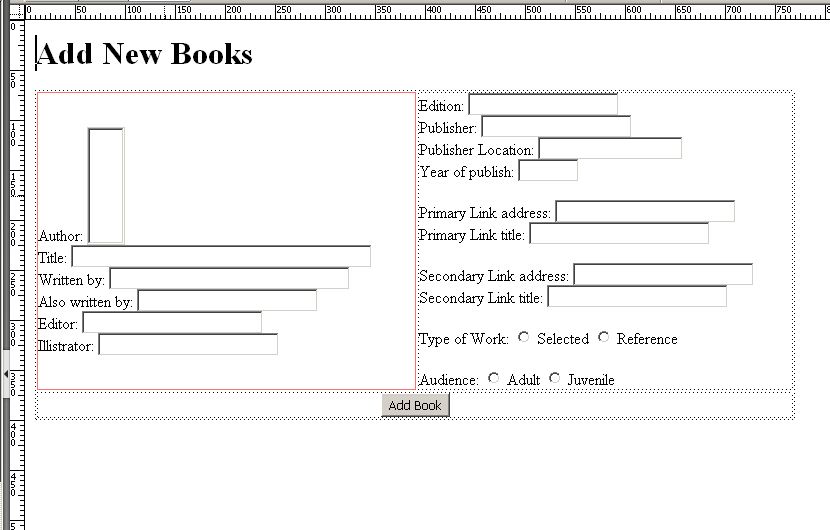 0 50 100 150 200 250 300 350 400 450 500 550 600 650 700 750
0
50
100
150
200
250
300
350
400
450
Add New Books
Author:
Title:
Written by:
Also written by:
Editor:
Illistrator:
Edition:
Publisher:
Publisher Location:
Year of publish:
Primary Link address:
Primary Link title:
Secondary Link address:
Secondary Link title:
Type of Work: Selected Reference
Audience: Adult Juvenile
Add Book